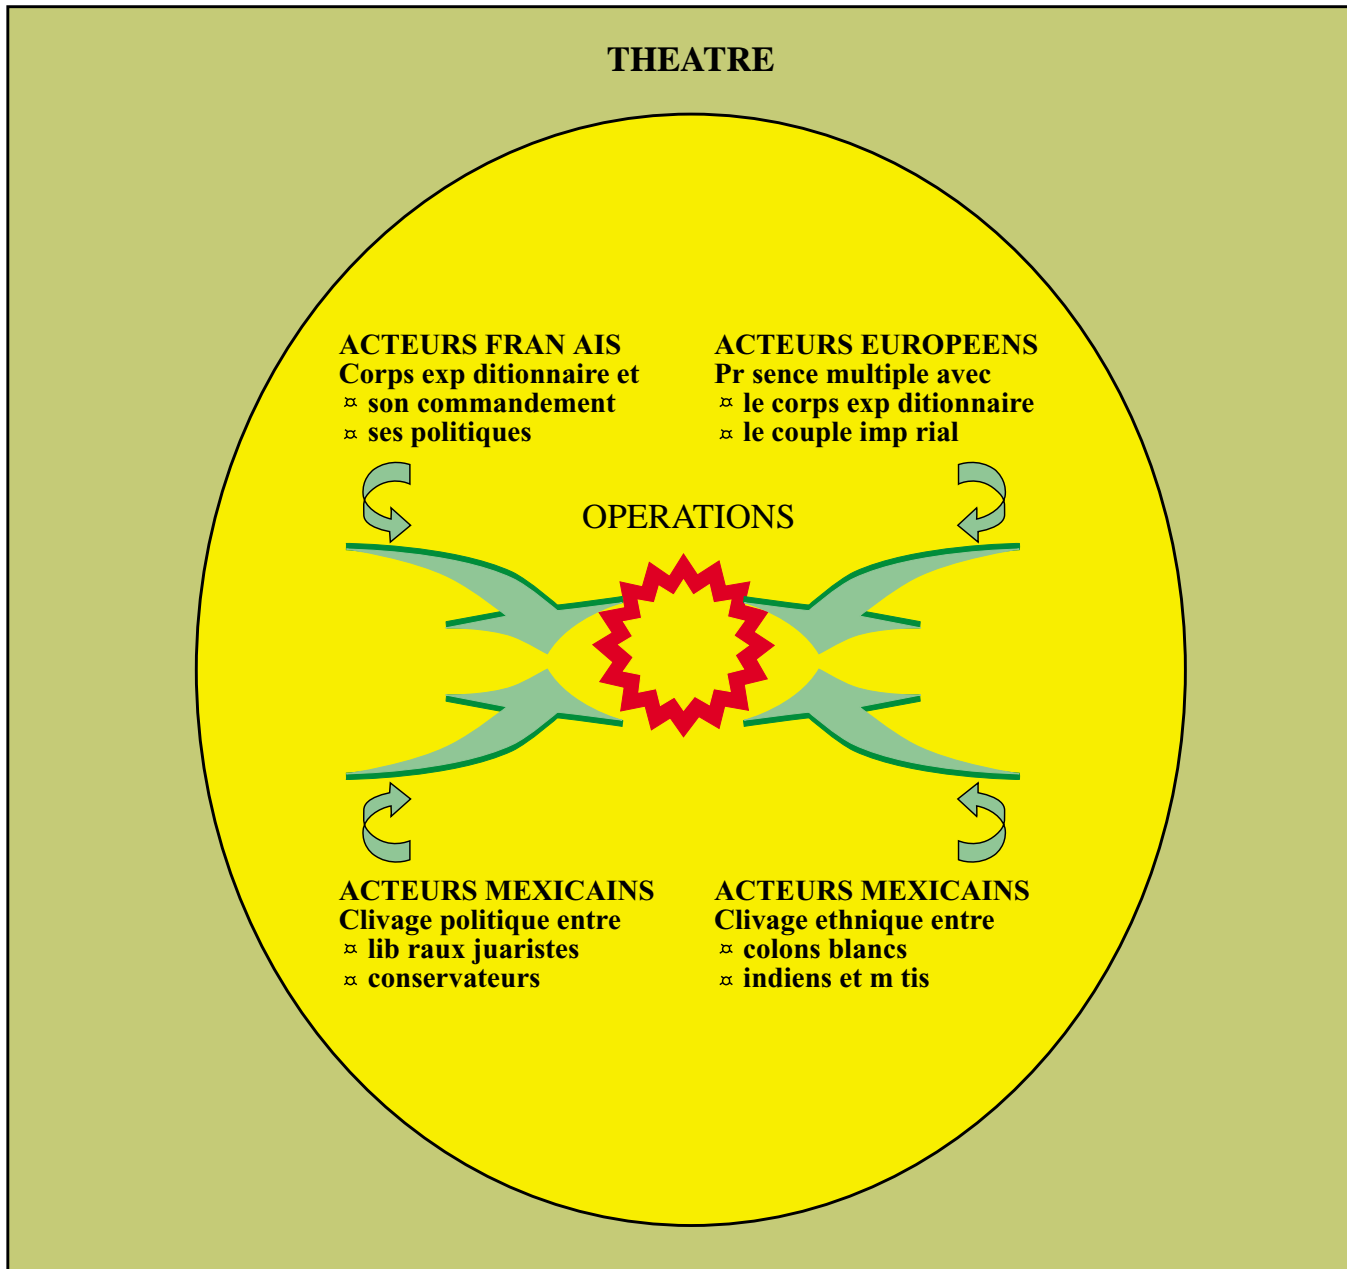 THEATRE
ACTEURS FRAN AIS
Corps exp ditionnaire et
¤ son commandement
¤ ses politiques
ACTEURS EUROPEENS
Pr sence multiple avec
¤ le corps exp ditionnaire
¤ le couple imp rial
OPERATIONS
ACTEURS MEXICAINS
Clivage politique entre
¤ lib raux juaristes
¤ conservateurs
ACTEURS MEXICAINS
Clivage ethnique entre
¤ colons blancs
¤ indiens et m tis